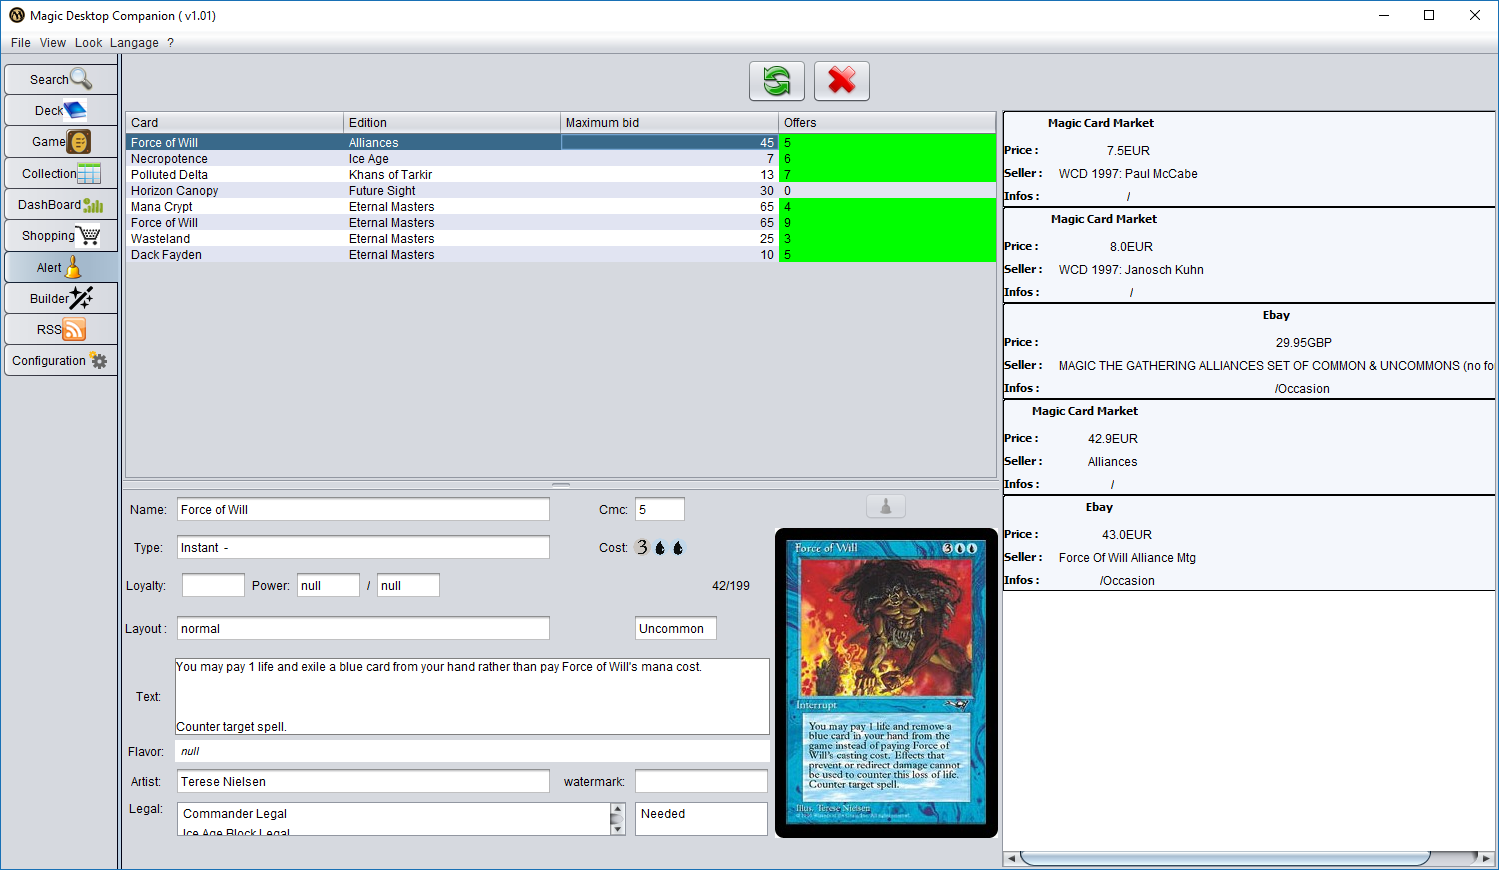 Magic Desktop Companion ( v1.01)
File View Look Langage ?
Search
Deck
Game
Collection
DashBoard
Shopping
Alert
Builder
RSS
Configuration
Card Edition Maximum bid Offers
Force of Will Alliances 45 5
Necropotence Ice Age 7 6
Polluted Delta Khans of Tarkir 13 7
Horizon Canopy Future Sight 30 0
Mana Crypt Eternal Masters 65 4
Force of Will Eternal Masters 65 9
Wasteland Eternal Masters 25 3
Dack Fayden Eternal Masters 10 5
Name: Force of Will Cmc: 5
Type: Instant - Cost: 3
Loyalty: Power: null / null 42/199
Layout : normal Uncommon
Text: You may pay 1 life and exile a blue card from your hand rather than pay Force of Will's mana cost.
Counter target spell.
Flavor: null
Artist: Terese Nielsen watermark:
Legal: Commander Legal Needed
Ice Age Block Legal
Force of Will 3
Interrupt
You may pay 1 life and remove a
blue card in your hand from the
game instead of paying Force of
Will's casting cost. Effects that
prevent or redirect damage cannot
be used to counter this loss of life.
Counter target spell.
Illus. Terese Nielsen
Magic Card Market
Price : 7.5EUR
Seller : WCD 1997: Paul McCabe
Infos : /
Magic Card Market
Price : 8.0EUR
Seller : WCD 1997: Janosch Kuhn
Infos : /
Ebay
Price : 29.95GBP
Seller : MAGIC THE GATHERING ALLIANCES SET OF COMMON & UNCOMMONS (no fo
Infos : /Occasion
Magic Card Market
Price : 42.9EUR
Seller : Alliances
Infos : /
Ebay
Price : 43.0EUR
Seller : Force Of Will Alliance Mtg
Infos : /Occasion